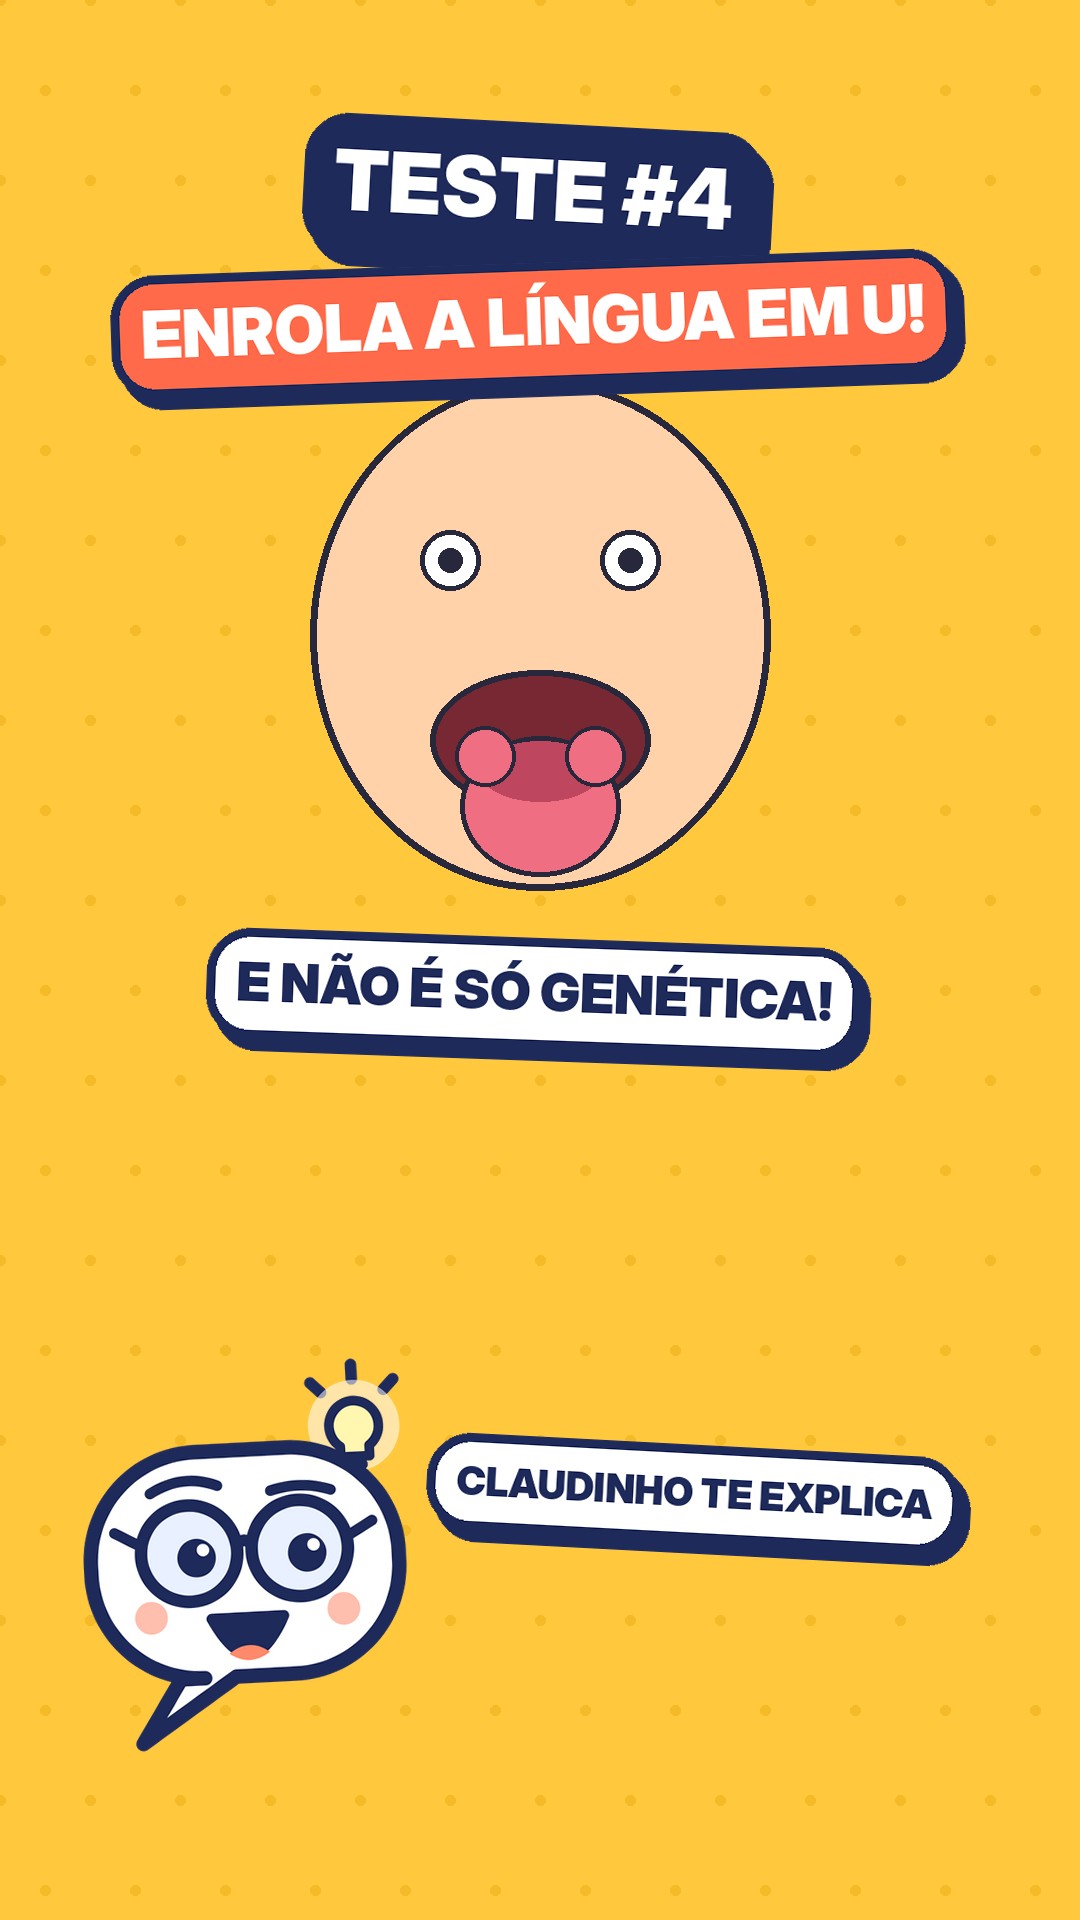 TESTE #4
ENROLA A LÍNGUA EM U!
E NÃO É SÓ GENÉTICA!
CLAUDINHO TE EXPLICA